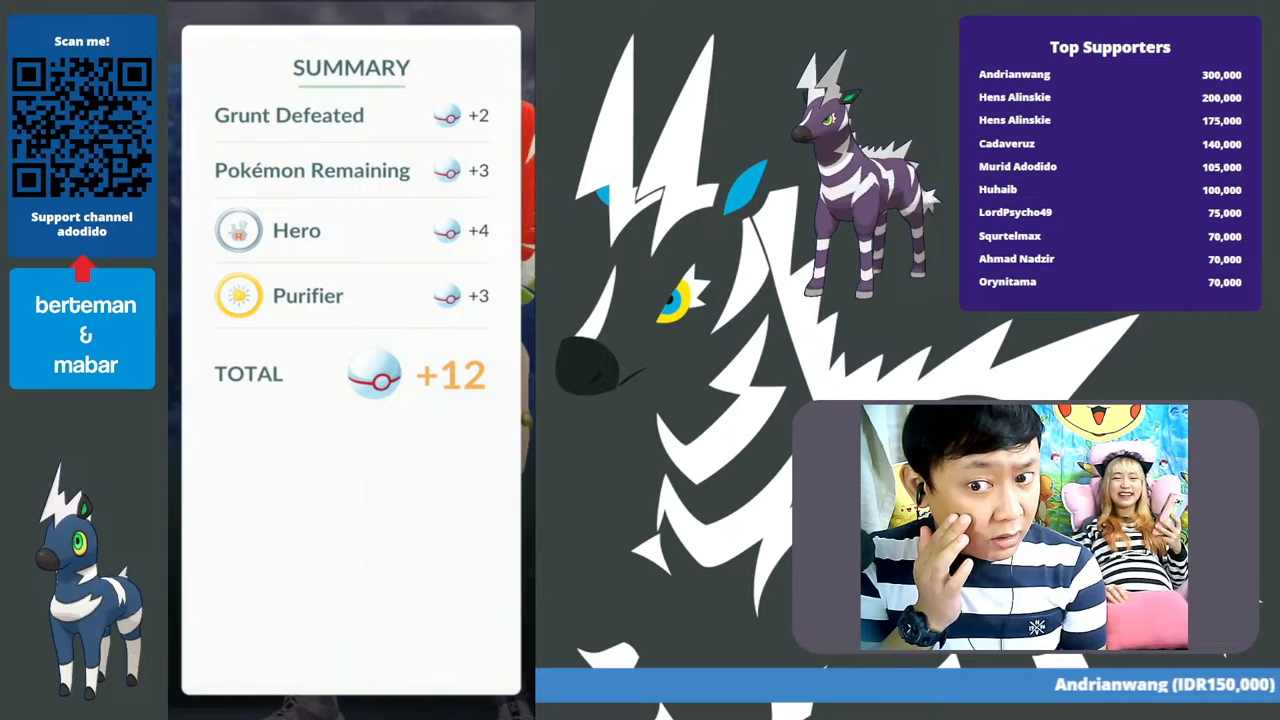 Scan me!
Support channel
adodido
berteman
&
mabar
SUMMARY
Grunt Defeated +2
Pokémon Remaining +3
R
Hero +4
Purifier +3
TOTAL +12
Top Supporters
Andrianwang 300,000
Hens Alinskie 200,000
Hens Alinskie 175,000
Cadaveruz 140,000
Murid Adodido 105,000
Huhaib 100,000
LordPsycho49 75,000
Squrtelmax 70,000
Ahmad Nadzir 70,000
Orynitama 70,000
Andrianwang (IDR150,000)